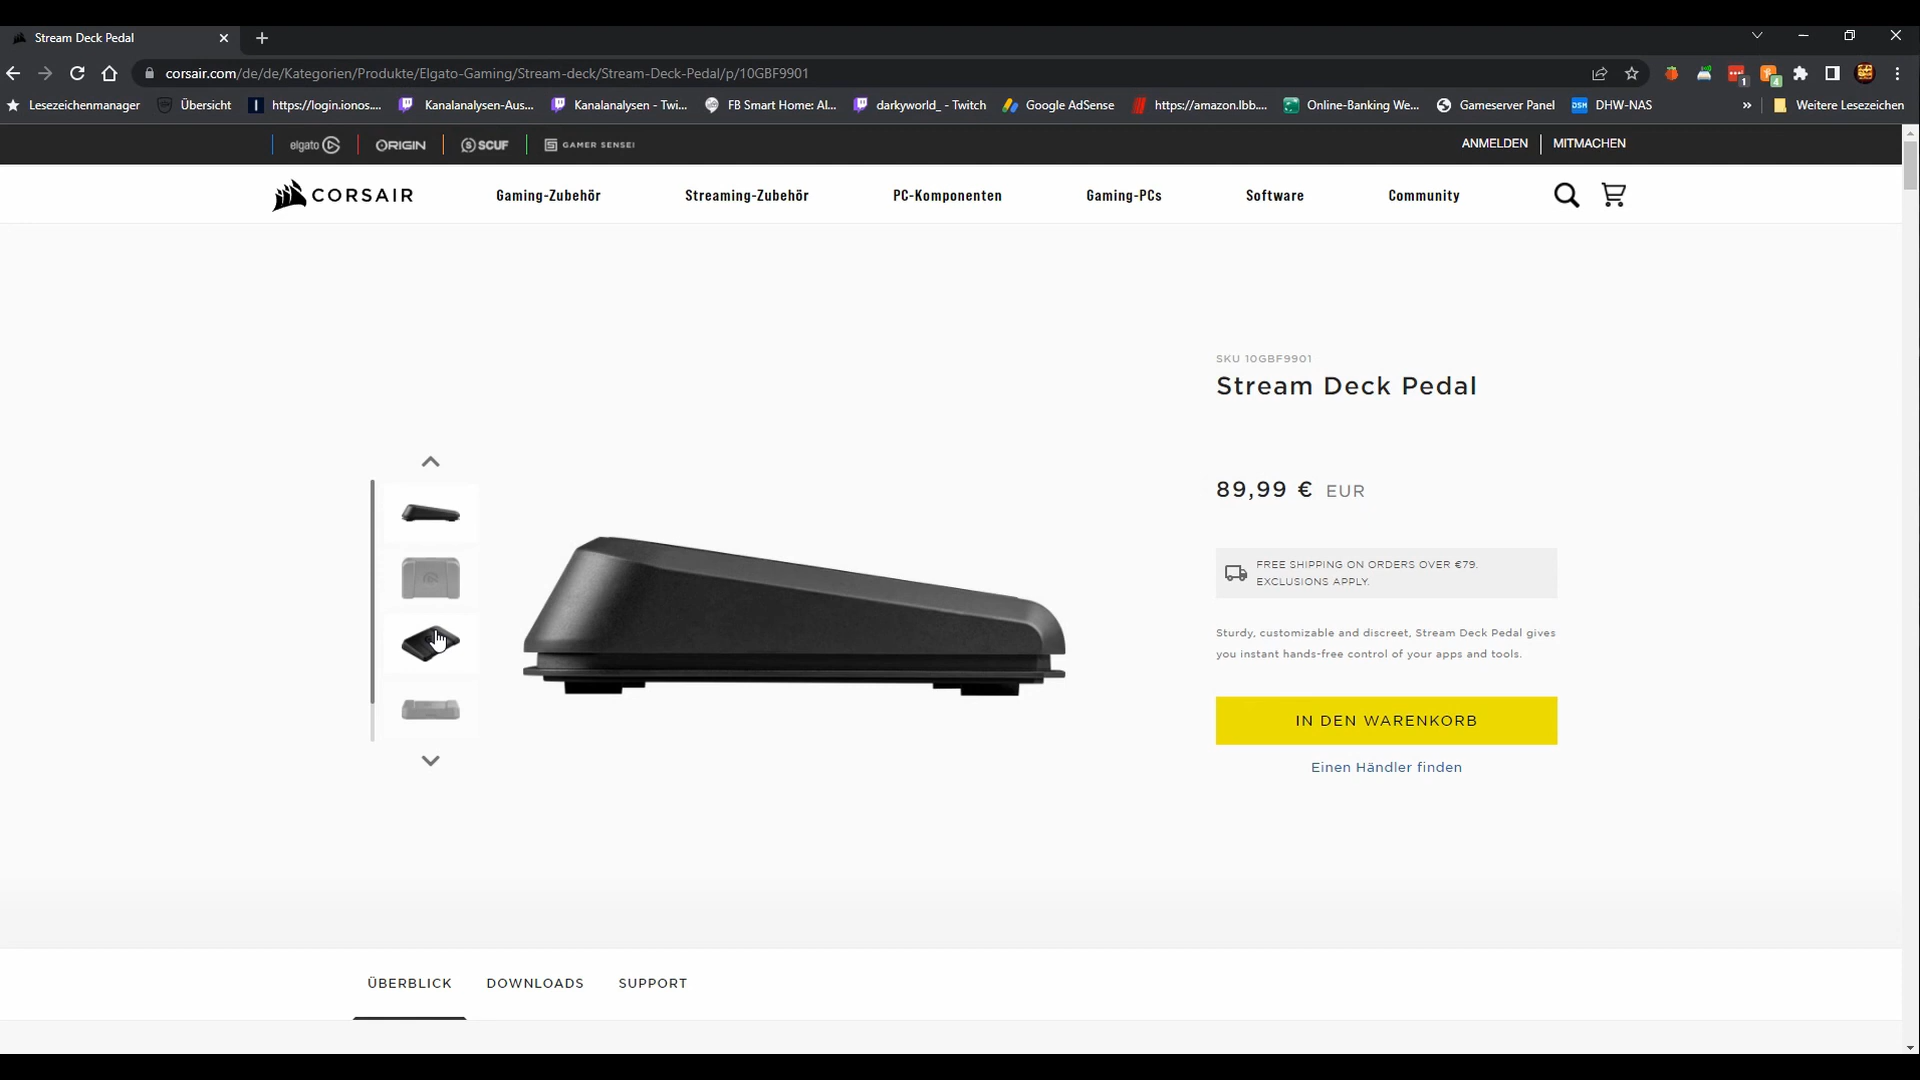 Stream Deck Pedal
corsair.com/de/de/Kategorien/Produkte/Elgato-Gaming/Stream-deck/Stream-Deck-Pedal/p/10GBF9901
1
4
Lesezeichenmanager
Übersicht
https://login.ionos....
Kanalanalysen-Aus...
Kanalanalysen - Twi...
FB Smart Home: Al...
darkyworld_ - Twitch
Google AdSense
https://amazon.lbb....
Online-Banking We...
Gameserver Panel
DSM
DHW-NAS
»
Weitere Lesezeichen
elgato
ORIGIN
SCUF
GAMER SENSEI
ANMELDEN
MITMACHEN
CORSAIR
Gaming-Zubehör
Streaming-Zubehör
PC-Komponenten
Gaming-PCs
Software
Community
SKU 10GBF9901
Stream Deck Pedal
89,99 € EUR
FREE SHIPPING ON ORDERS OVER €79.
EXCLUSIONS APPLY.
Sturdy, customizable and discreet, Stream Deck Pedal gives
you instant hands-free control of your apps and tools.
IN DEN WARENKORB
Einen Händler finden
ÜBERBLICK
DOWNLOADS
SUPPORT